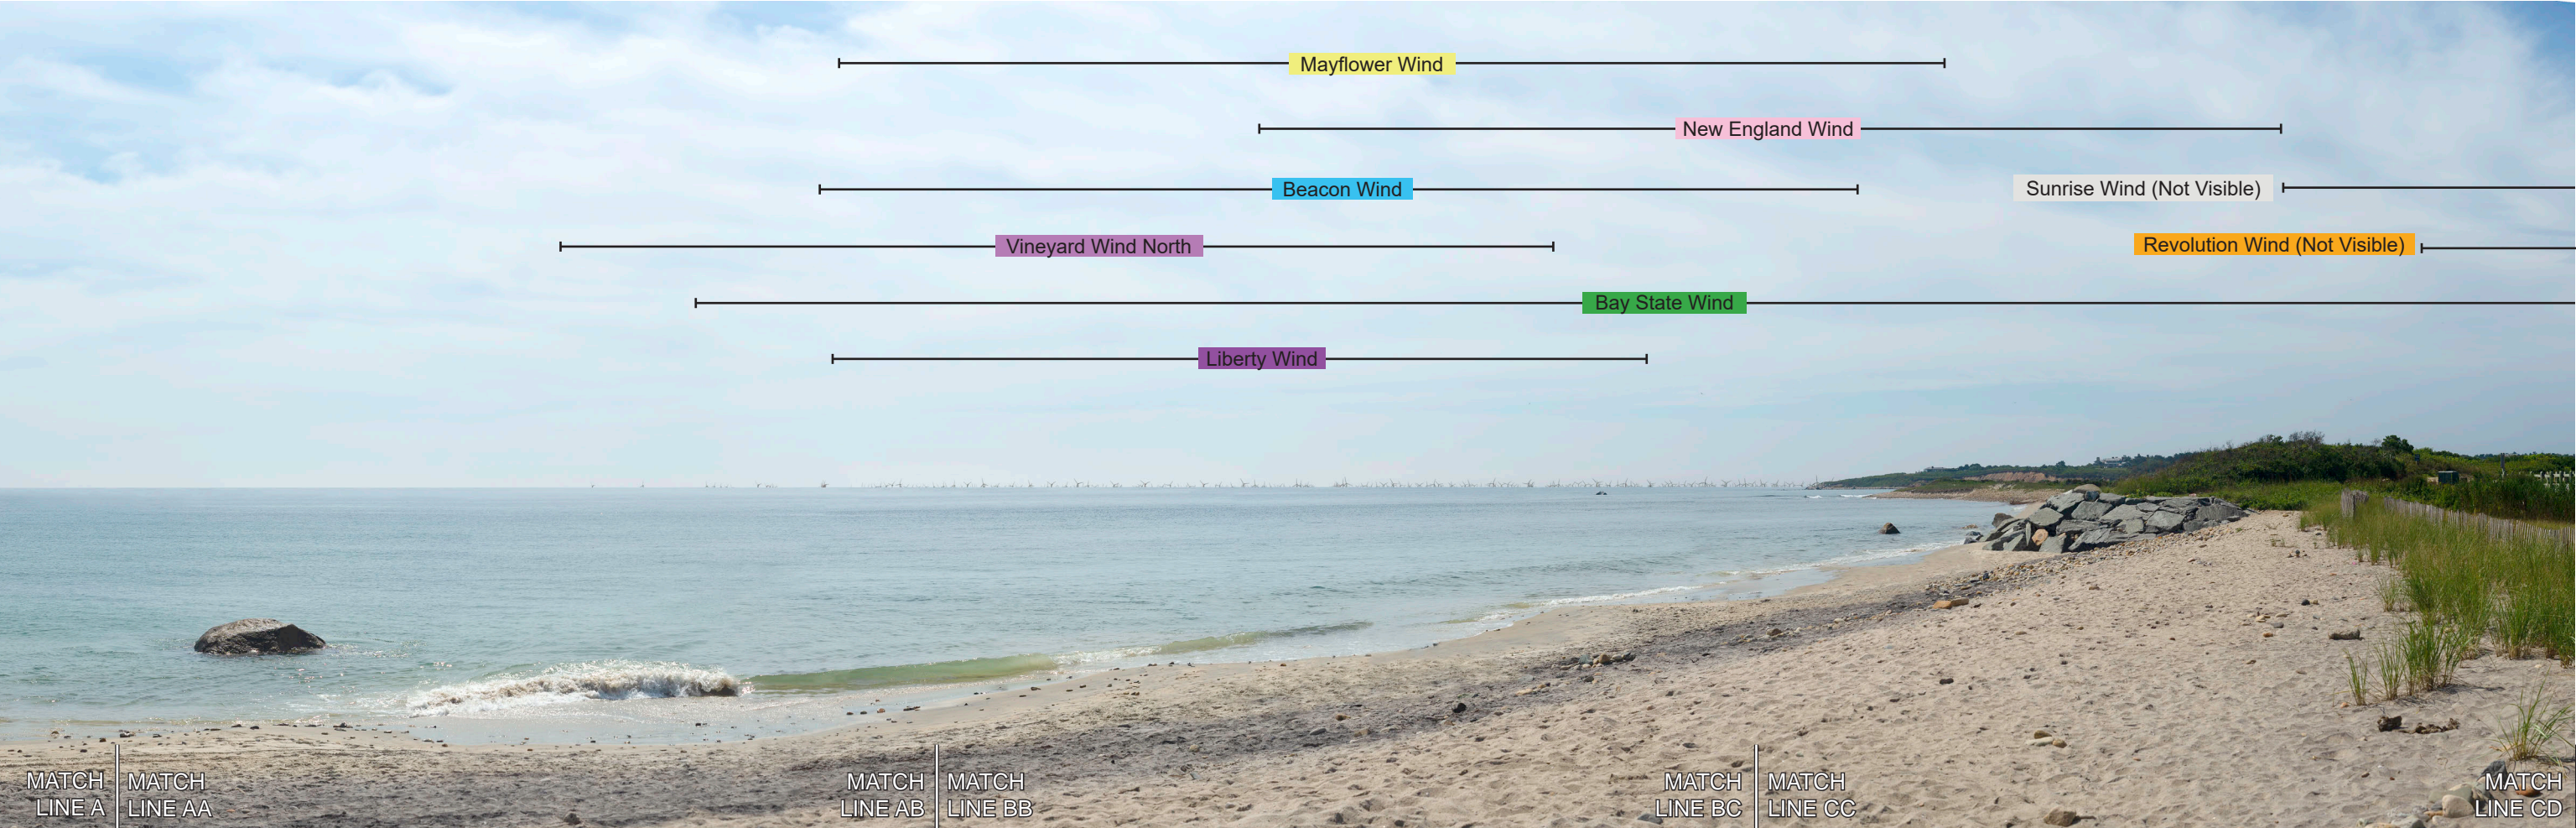 Mayflower Wind
New England Wind
Beacon Wind
Sunrise Wind (Not Visible)
Vineyard Wind North
Revolution Wind (Not Visible)
Bay State Wind
Liberty Wind
MATCH
LINE A
MATCH
LINE AA
MATCH
LINE AB
MATCH
LINE BB
MATCH
LINE BC
MATCH
LINE CC
MATCH
LINE CD